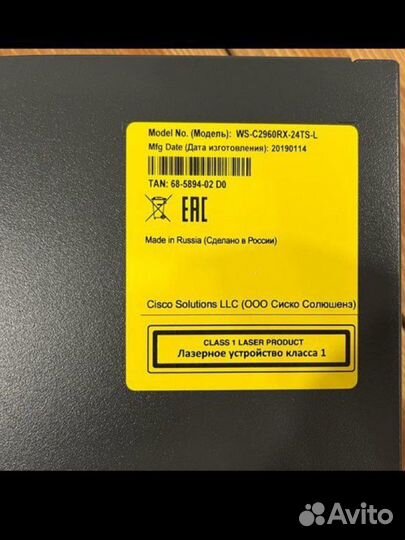 Model No. (Модель): WS-C2960RX-24TS-L
Mfg Date (Дата изготовления): 20190114
TAN: 68-5894-02 D0
EAC
Made in Russia (Сделано в России)
Cisco Solutions LLC (ООО Сиско Солюшенз)
CLASS 1 LASER PRODUCT
Лазерное устройство класса 1
Avito